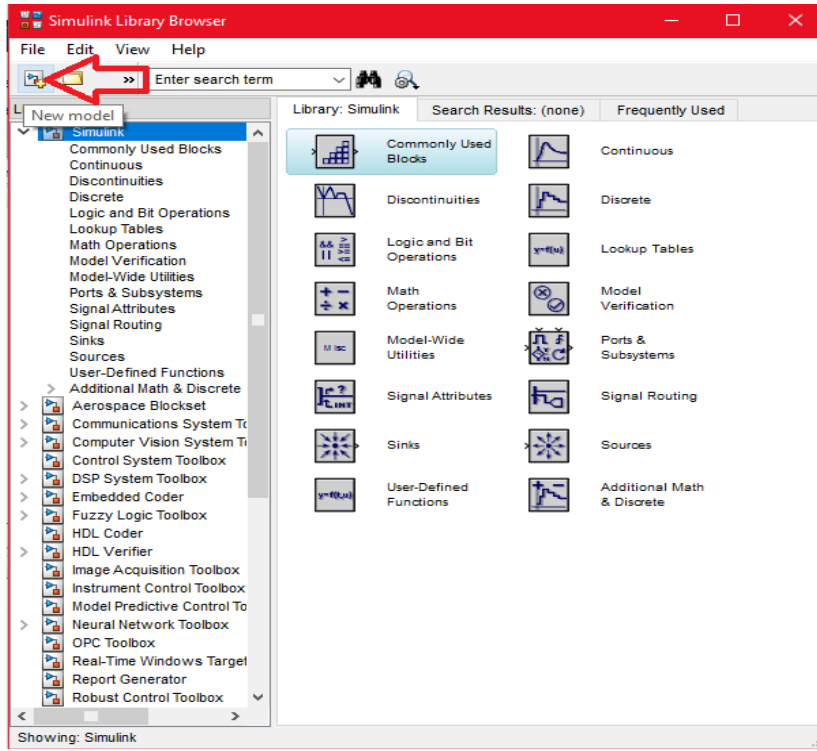 Simulink Library Browser
File Edit View Help
» Enter search term
New model
Library: Simulink Search Results: (none) Frequently Used
Simulink
Commonly Used Blocks
Continuous
Discontinuities
Discrete
Logic and Bit Operations
Lookup Tables
Math Operations
Model Verification
Model-Wide Utilities
Ports & Subsystems
Signal Attributes
Signal Routing
Sinks
Sources
User-Defined Functions
Additional Math & Discrete
Aerospace Blockset
Communications System To
Computer Vision System T
Control System Toolbox
DSP System Toolbox
Embedded Coder
Fuzzy Logic Toolbox
HDL Coder
HDL Verifier
Image Acquisition Toolbox
Instrument Control Toolbox
Model Predictive Control To
Neural Network Toolbox
OPC Toolbox
Real-Time Windows Target
Report Generator
Robust Control Toolbox
Commonly Used
Blocks
Continuous
Discontinuities
Discrete
&& >
|| >=
<=
Logic and Bit
Operations
y=f(u)
Lookup Tables
+ −
÷ ×
Math
Operations
Model
Verification
Misc
Model-Wide
Utilities
Ports &
Subsystems
?
INT
Signal Attributes
Signal Routing
Sinks
Sources
y=f(t,u)
User-Defined
Functions
Additional Math
& Discrete
Showing: Simulink